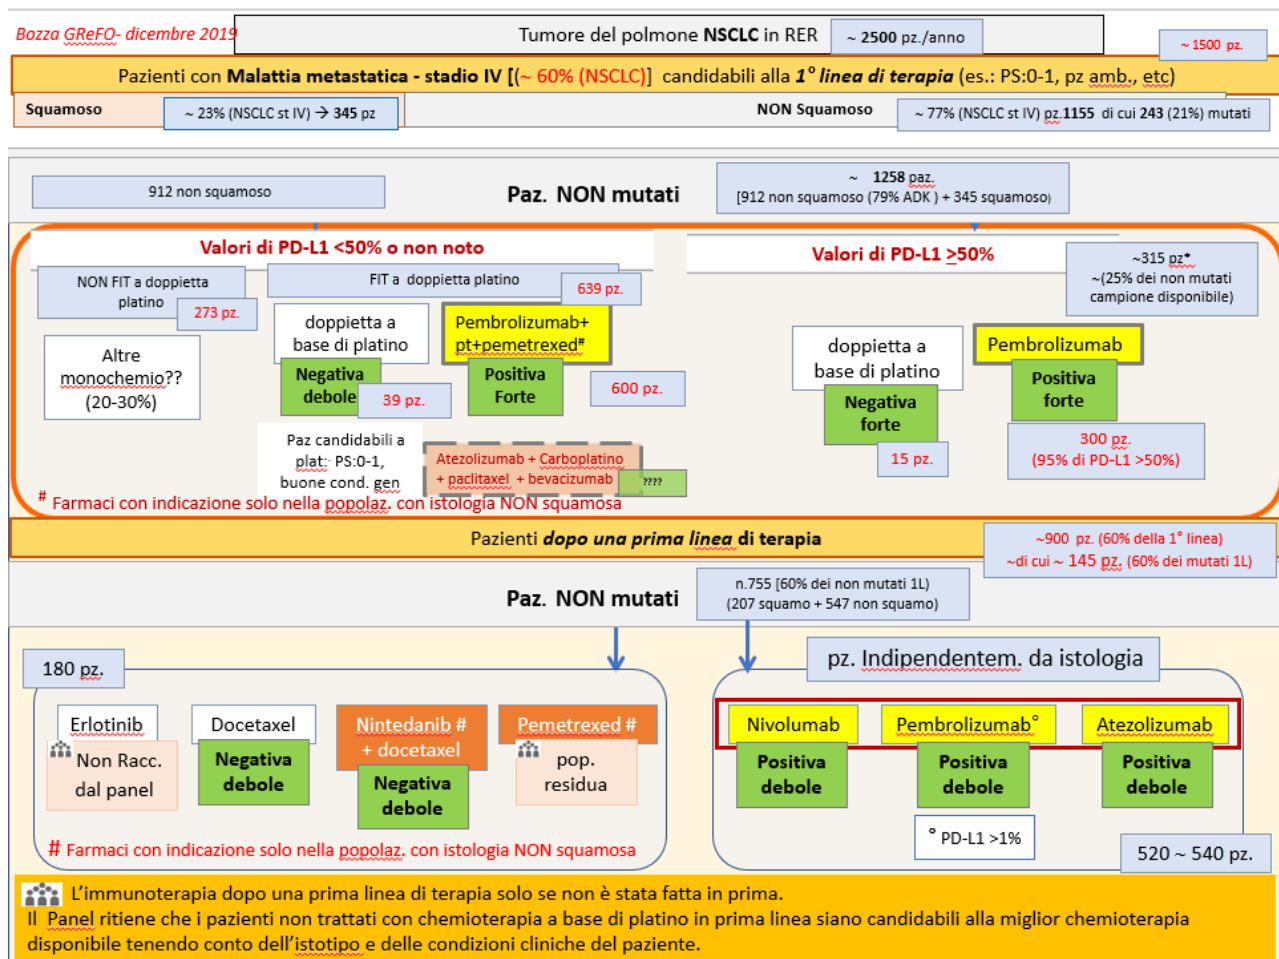 Bozza GReFO- dicembre 2019
Tumore del polmone NSCLC in RER
~ 2500 pz./anno
~ 1500 pz.
Pazienti con Malattia metastatica - stadio IV [(~ 60% (NSCLC)] candidabili alla 1° linea di terapia (es.: PS:0-1, pz amb., etc)
Squamoso
~ 23% (NSCLC st IV) → 345 pz
NON Squamoso
~ 77% (NSCLC st IV) pz.1155 di cui 243 (21%) mutati
912 non squamoso
Paz. NON mutati
~ 1258 paz.
[912 non squamoso (79% ADK ) + 345 squamoso)
Valori di PD-L1 <50% o non noto
Valori di PD-L1 >50%
~315 pz*
~(25% dei non mutati
campione disponibile)
NON FIT a doppietta
platino
273 pz.
FIT a doppietta platino
639 pz.
Altre
monochemio??
(20-30%)
doppietta a
base di platino
Negativa
debole
39 pz.
Pembrolizumab+
pt+pemetrexed#
Positiva
Forte
600 pz.
doppietta a
base di platino
Negativa
forte
15 pz.
Pembrolizumab
Positiva
forte
300 pz.
(95% di PD-L1 >50%)
Paz candidabili a
plat:· PS:0-1,
buone cond. gen
Atezolizumab + Carboplatino
+ paclitaxel + bevacizumab
????
# Farmaci con indicazione solo nella popolaz. con istologia NON squamosa
Pazienti dopo una prima linea di terapia
~900 pz. (60% della 1° linea)
~di cui ~ 145 pz. (60% dei mutati 1L)
Paz. NON mutati
n.755 [60% dei non mutati 1L)
(207 squamo + 547 non squamo)
180 pz.
pz. Indipendentem. da istologia
Erlotinib
Non Racc.
dal panel
Docetaxel
Negativa
debole
Nintedanib #
+ docetaxel
Negativa
debole
Pemetrexed #
pop.
residua
Nivolumab
Positiva
debole
Pembrolizumab°
Positiva
debole
Atezolizumab
Positiva
debole
° PD-L1 >1%
520 ~ 540 pz.
# Farmaci con indicazione solo nella popolaz. con istologia NON squamosa
L'immunoterapia dopo una prima linea di terapia solo se non è stata fatta in prima.
Il Panel ritiene che i pazienti non trattati con chemioterapia a base di platino in prima linea siano candidabili alla miglior chemioterapia
disponibile tenendo conto dell'istotipo e delle condizioni cliniche del paziente.